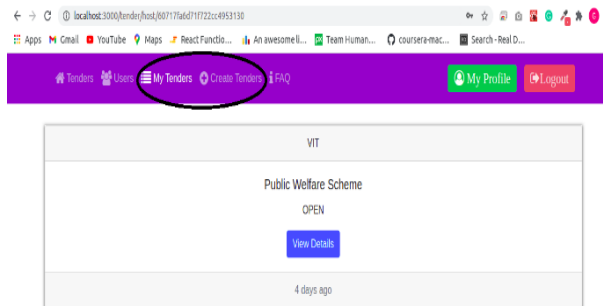 localhost:3000/tender/host/60717fa6d71f722cc4953130
Apps Gmail YouTube Maps React Functio... An awesome li... Team Human... coursera-mac... Search - Real D...
Tenders Users My Tenders Create Tenders FAQ My Profile Logout
VIT
Public Welfare Scheme
OPEN
View Details
4 days ago